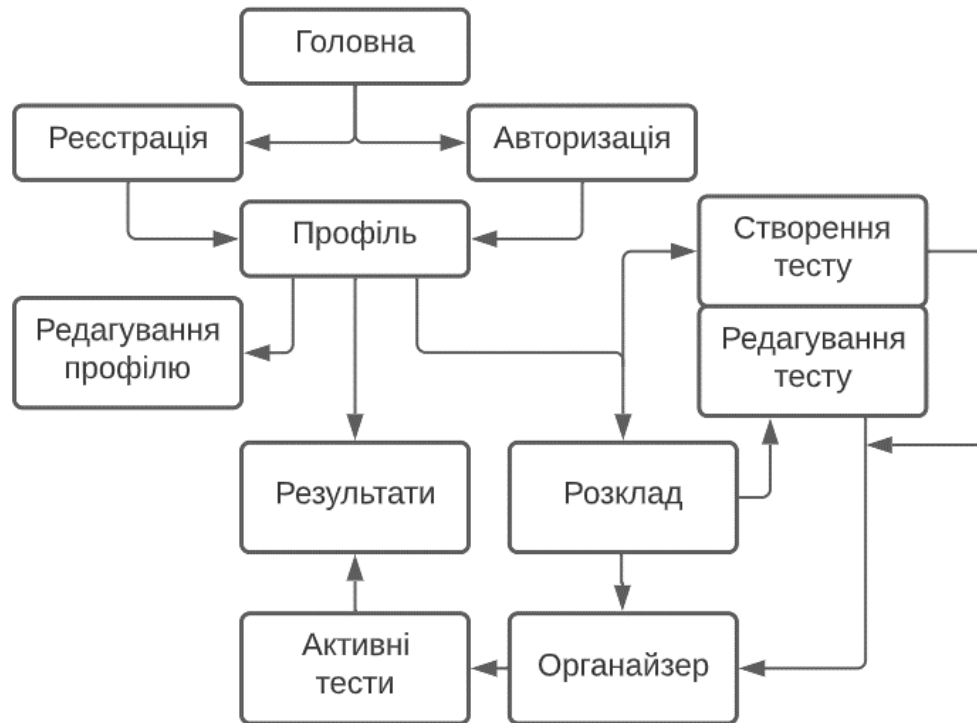 Головна
Реєстрація
Авторизація
Профіль
Створення
тесту
Редагування
профілю
Редагування
тесту
Результати
Розклад
Активні
тести
Органайзер